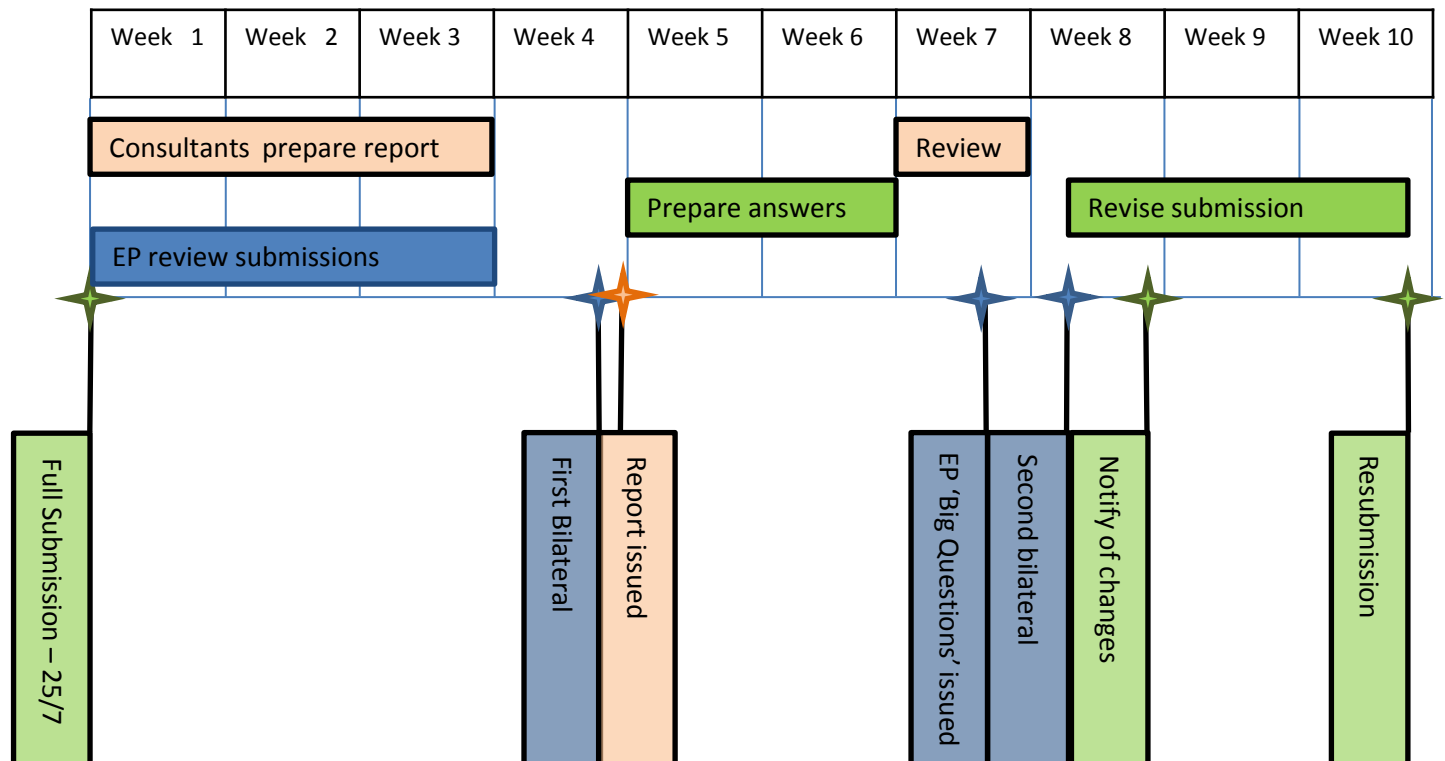 Week 1
Week 2
Week 3
Week 4
Week 5
Week 6
Week 7
Week 8
Week 9
Week 10
Consultants prepare report
Review
Prepare answers
Revise submission
EP review submissions
Full Submission – 25/7
First Bilateral
Report issued
EP ‘Big Questions’ issued
Second bilateral
Notify of changes
Resubmission